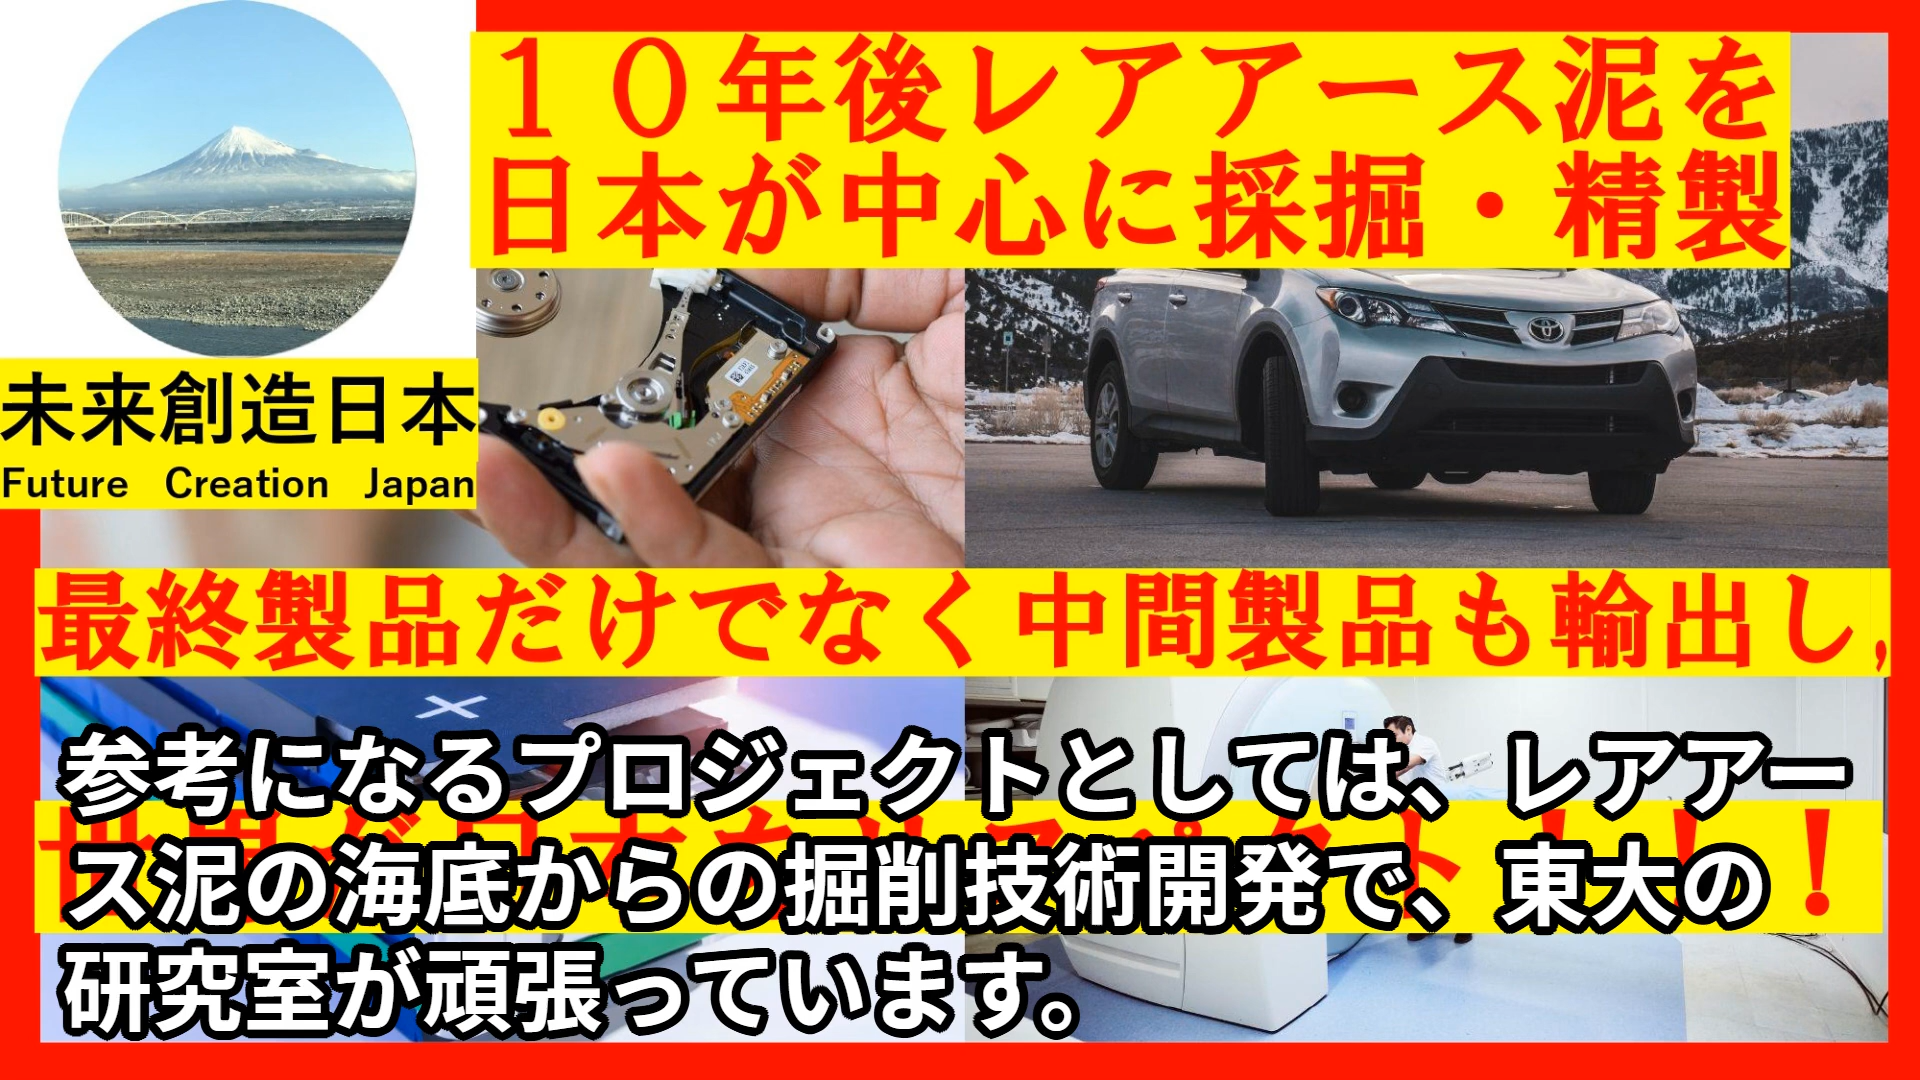 １０年後レアアース泥を
日本が中心に採掘・精製
未来創造日本
Future Creation Japan
最終製品だけでなく中間製品も輸出し,
参考になるプロジェクトとしては、レアアー
ス泥の海底からの掘削技術開発で、東大の
研究室が頑張っています。